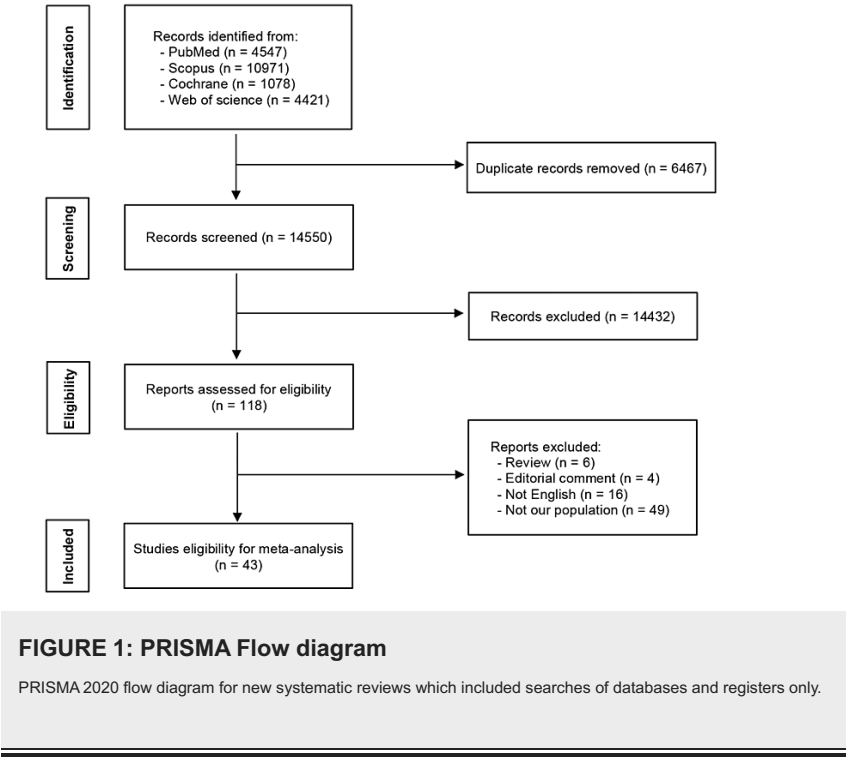 Identification
Records identified from:
- PubMed (n = 4547)
- Scopus (n = 10971)
- Cochrane (n = 1078)
- Web of science (n = 4421)
Duplicate records removed (n = 6467)
Screening
Records screened (n = 14550)
Records excluded (n = 14432)
Eligibility
Reports assessed for eligibility
(n = 118)
Reports excluded:
- Review (n = 6)
- Editorial comment (n = 4)
- Not English (n = 16)
- Not our population (n = 49)
Included
Studies eligibility for meta-analysis
(n = 43)
FIGURE 1: PRISMA Flow diagram
PRISMA 2020 flow diagram for new systematic reviews which included searches of databases and registers only.